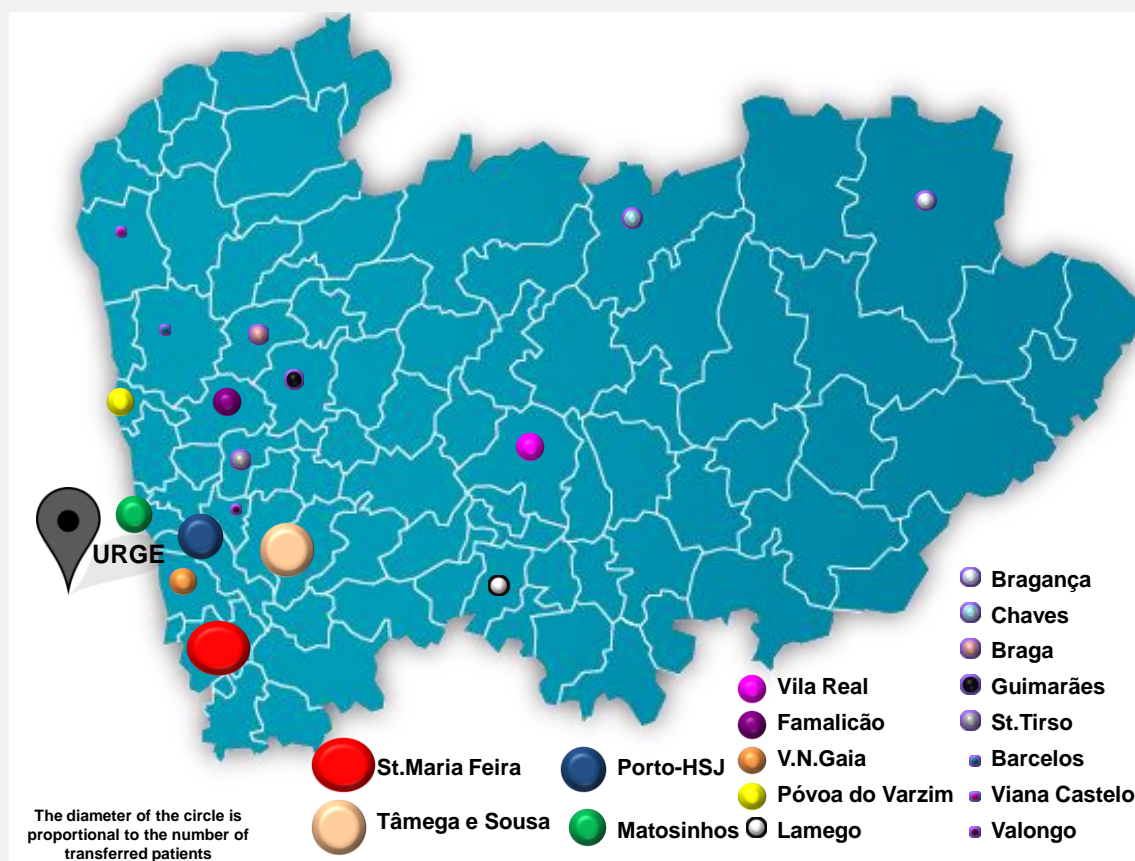 URGE
St.Maria Feira
Tâmega e Sousa
Porto-HSJ
Matosinhos
Vila Real
Famalicão
V.N.Gaia
Póvoa do Varzim
Lamego
Bragança
Chaves
Braga
Guimarães
St.Tirso
Barcelos
Viana Castelo
Valongo
The diameter of the circle is
proportional to the number of
transferred patients